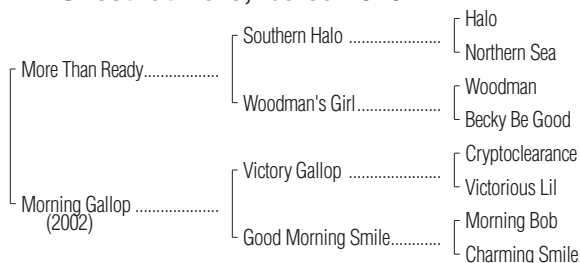 Halo
Southern Halo
Northern Sea
More Than Ready
Woodman
Woodman's Girl
Becky Be Good
Cryptoclearance
Victory Gallop
Victorious Lil
Morning Gallop
(2002)
Morning Bob
Good Morning Smile
Charming Smile